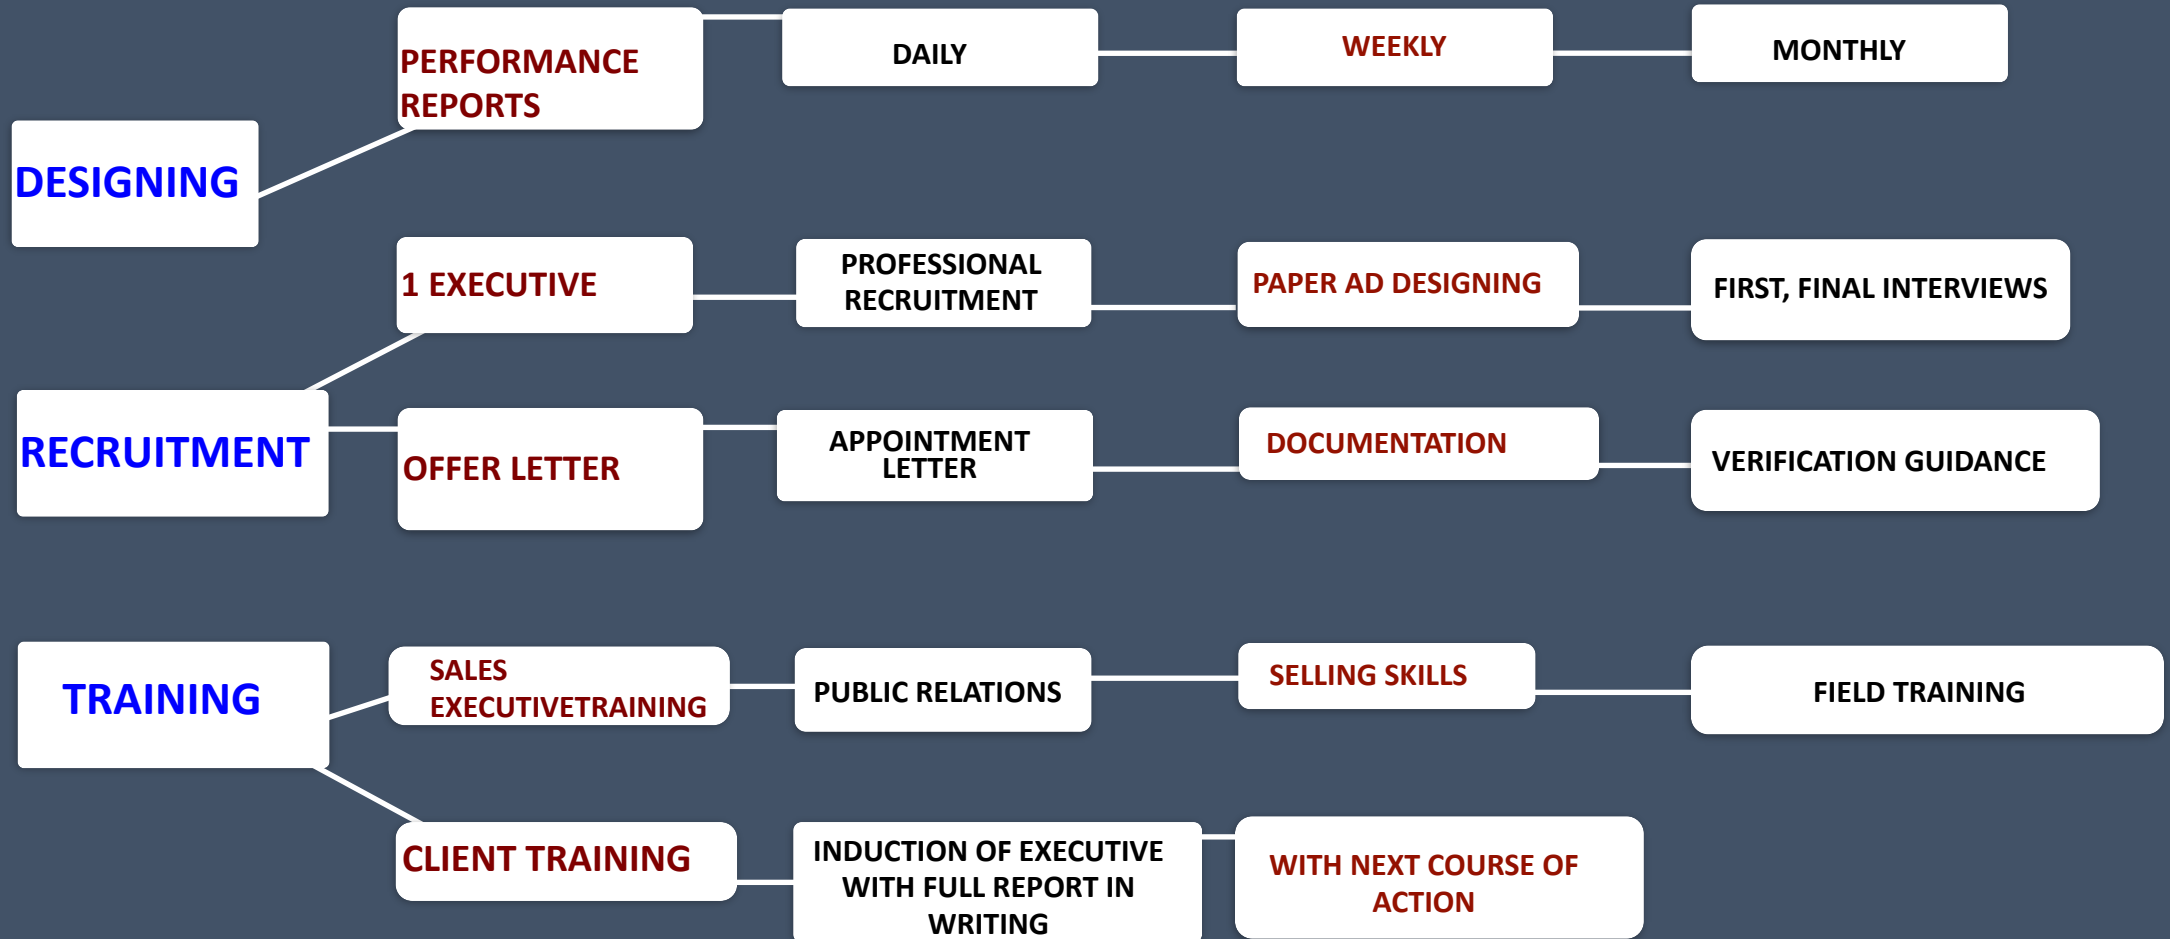 PERFORMANCE
REPORTS
DAILY
WEEKLY
MONTHLY
DESIGNING
1 EXECUTIVE
PROFESSIONAL
RECRUITMENT
PAPER AD DESIGNING
FIRST, FINAL INTERVIEWS
RECRUITMENT
OFFER LETTER
APPOINTMENT
LETTER
DOCUMENTATION
VERIFICATION GUIDANCE
TRAINING
SALES
EXECUTIVETRAINING
PUBLIC RELATIONS
SELLING SKILLS
FIELD TRAINING
CLIENT TRAINING
INDUCTION OF EXECUTIVE
WITH FULL REPORT IN
WRITING
WITH NEXT COURSE OF
ACTION